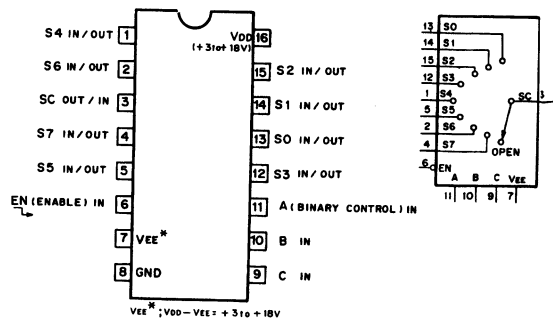 S4 IN/OUT 1
S6 IN/OUT 2
SC OUT/IN 3
S7 IN/OUT 4
S5 IN/OUT 5
EN (ENABLE) IN 6
7 VEE*
8 GND
VDD 16
(+3tot 18V)
15 S2 IN/OUT
14 S1 IN/OUT
13 S0 IN/OUT
12 S3 IN/OUT
11 A (BINARY CONTROL) IN
10 B IN
9 C IN
VEE* ; VDD-VEE= +3 to +18V
13 S0
14 S1
15 S2
12 S3
1 S4
5 S5
2 S6
4 S7
6 EN
SC 3
OPEN
A B C VEE
11 10 9 7